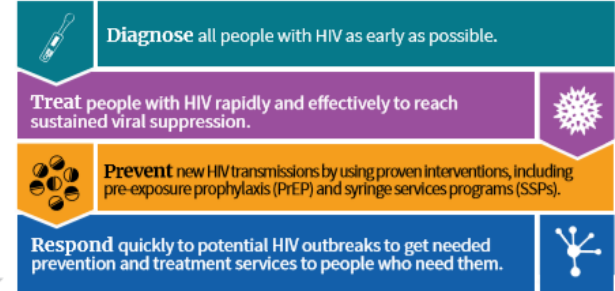 Diagnose all people with HIV as early as possible.
Treat people with HIV rapidly and effectively to reach
sustained viral suppression.
Prevent new HIV transmissions by using proven interventions, including
pre-exposure prophylaxis (PrEP) and syringe services programs (SSPs).
Respond quickly to potential HIV outbreaks to get needed
prevention and treatment services to people who need them.